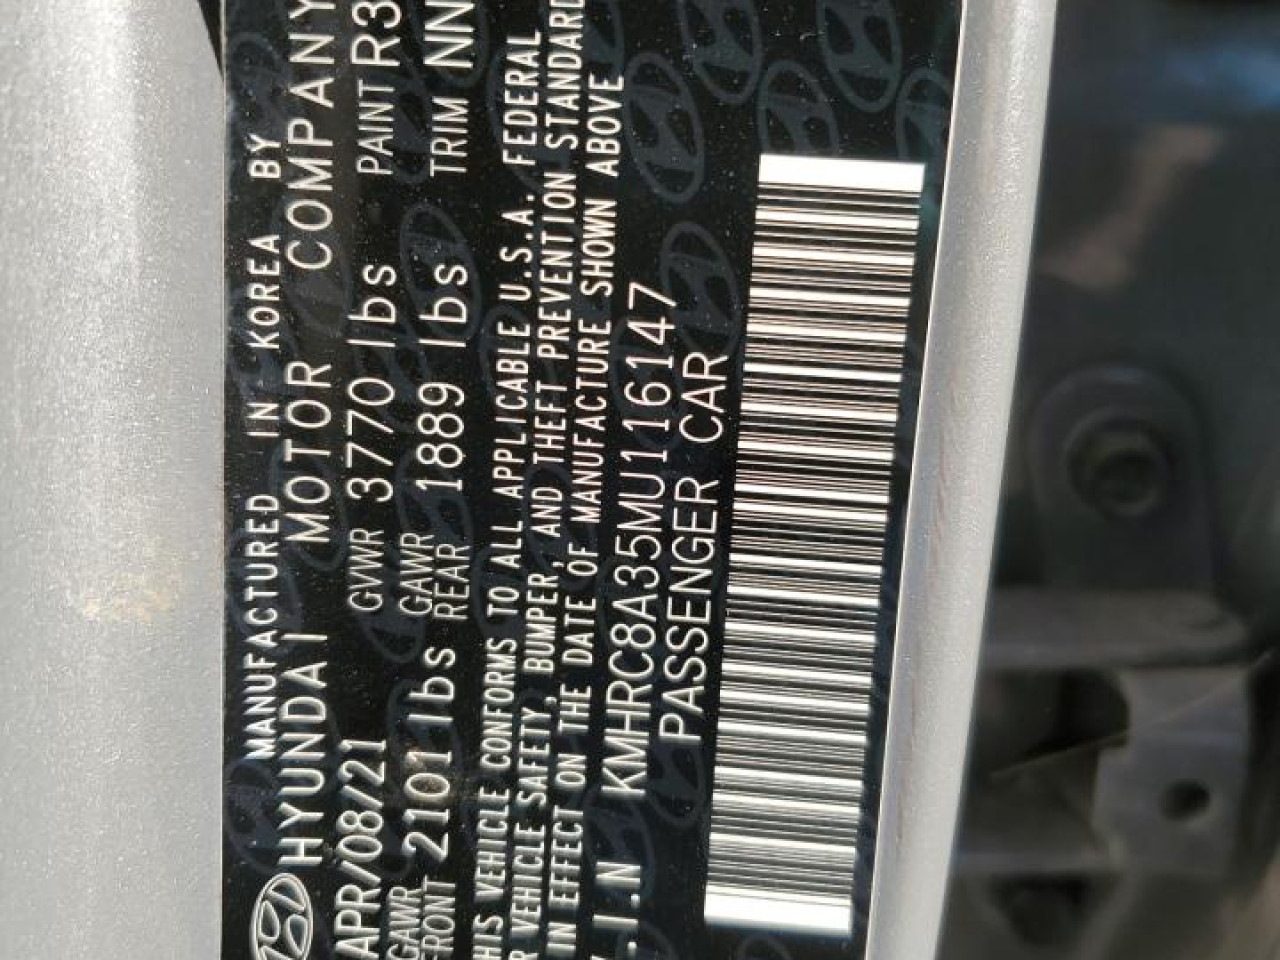 MANUFACTURED IN KOREA BY
HYUNDAI MOTOR COMPANY
APR/08/21 GVWR 3770 lbs PAINT R3
GAWR FRONT 2101 lbs GAWR REAR 1889 lbs TRIM NN
HIS VEHICLE CONFORMS TO ALL APPLICABLE U.S.A. FEDERAL
R VEHICLE SAFETY, BUMPER, AND THEFT PREVENTION STANDARD
IN EFFECT ON THE DATE OF MANUFACTURE SHOWN ABOVE
.I.N KMHRC8A35MU116147
PASSENGER CAR